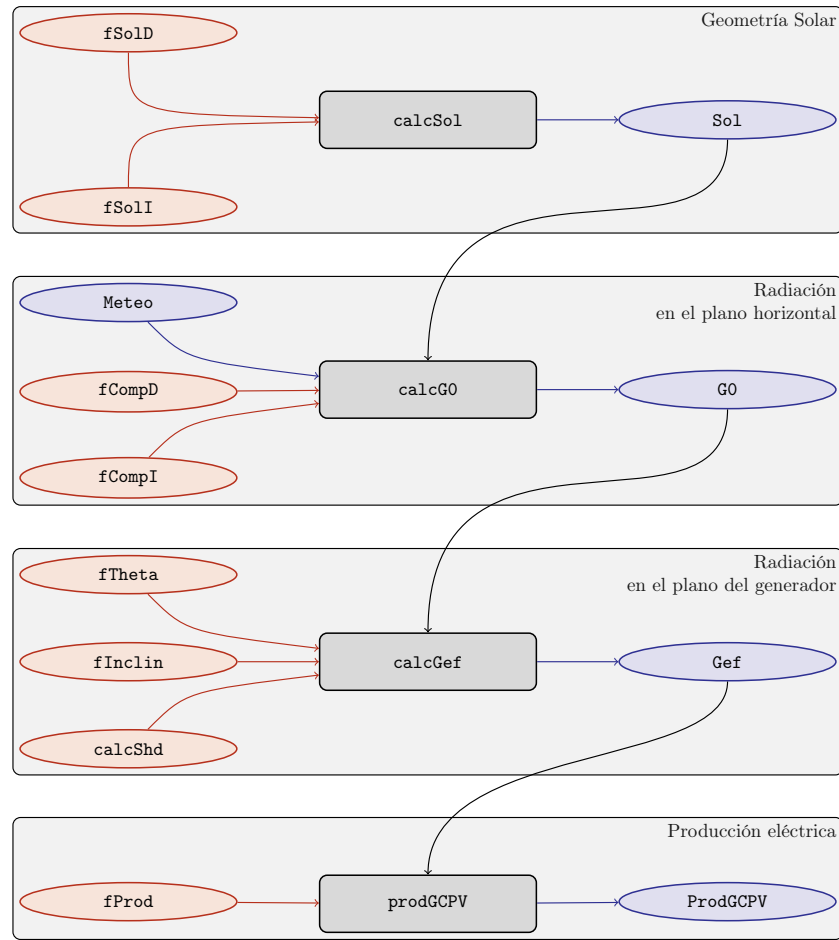 Geometría Solar
fSolD
calcSol
Sol
fSolI
Radiación
en el plano horizontal
Meteo
fCompD
calcG0
G0
fCompI
Radiación
en el plano del generador
fTheta
fInclin
calcGef
Gef
calcShd
Producción eléctrica
fProd
prodGCPV
ProdGCPV